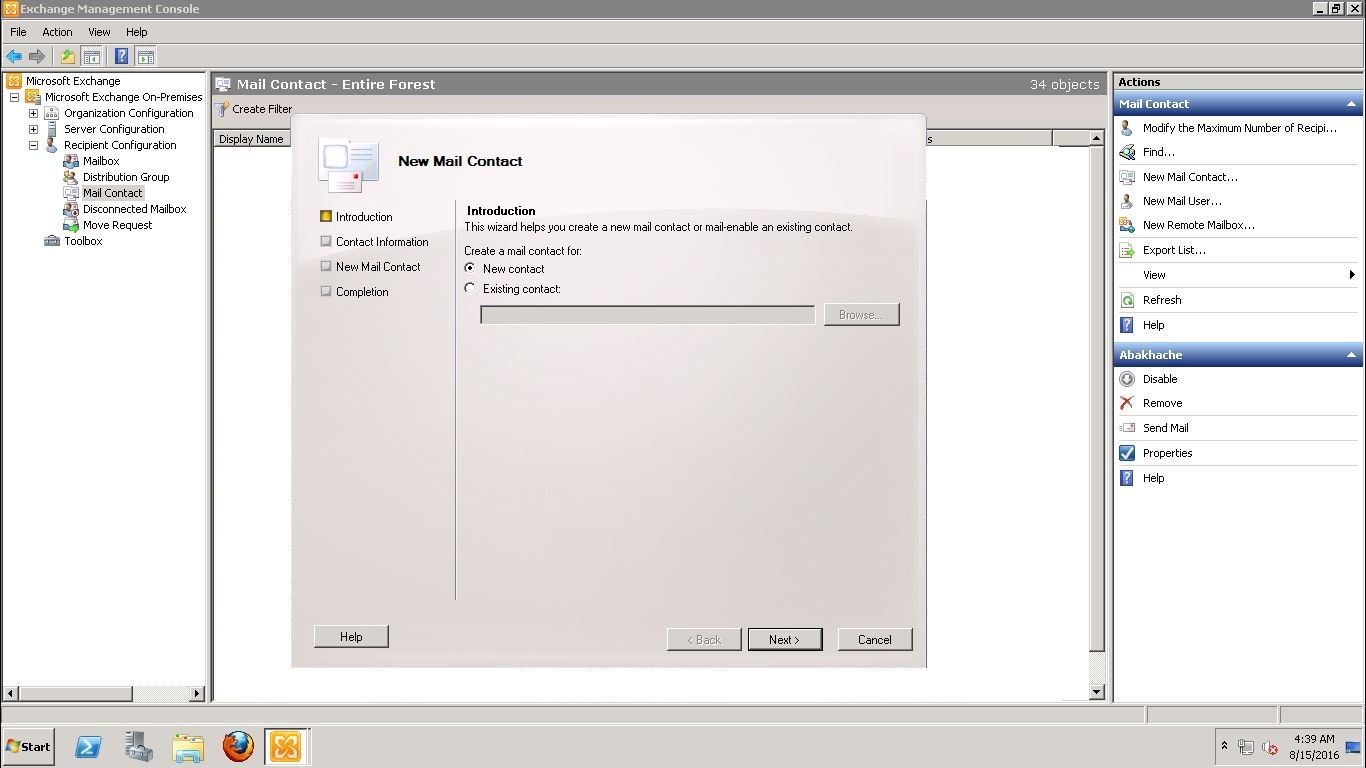 Exchange Management Console
File Action View Help
Microsoft Exchange
Microsoft Exchange On-Premises
Organization Configuration
Server Configuration
Recipient Configuration
Mailbox
Distribution Group
Mail Contact
Disconnected Mailbox
Move Request
Toolbox
Mail Contact - Entire Forest 34 objects
Create Filter
Display Name
s
New Mail Contact
Introduction
Contact Information
New Mail Contact
Completion
Introduction
This wizard helps you create a new mail contact or mail-enable an existing contact.
Create a mail contact for:
New contact
Existing contact:
Browse...
Help
< Back Next > Cancel
Actions
Mail Contact
Modify the Maximum Number of Recipi...
Find...
New Mail Contact...
New Mail User...
New Remote Mailbox...
Export List...
View
Refresh
Help
Abakhache
Disable
Remove
Send Mail
Properties
Help
Start
4:39 AM
8/15/2016